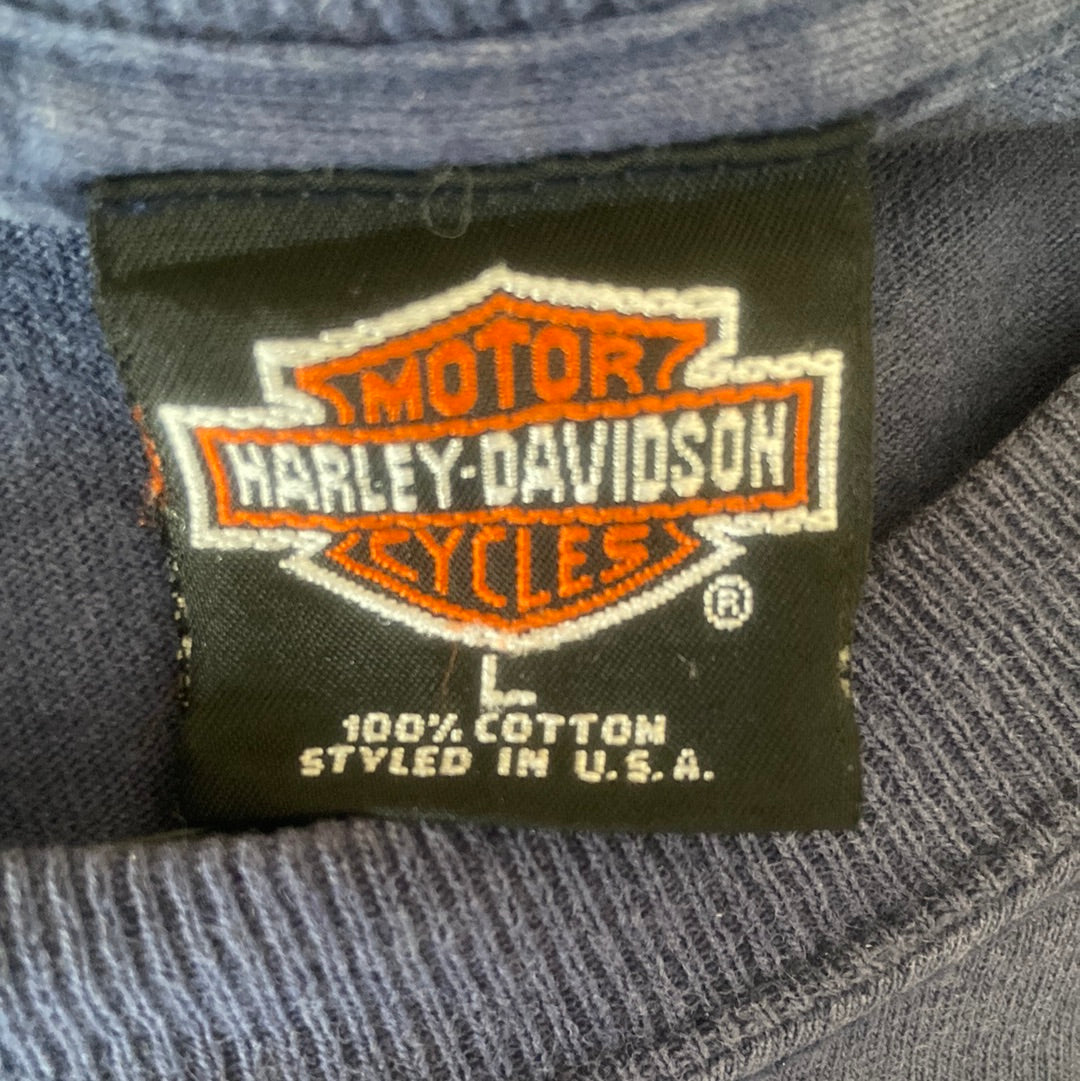 MOTOR
HARLEY-DAVIDSON
CYCLES
®
L
100% COTTON
STYLED IN U.S.A.